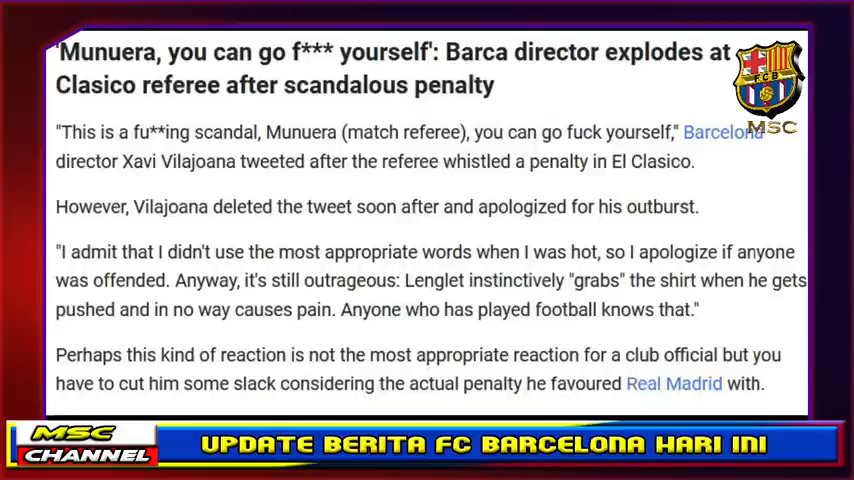 'Munuera, you can go f*** yourself': Barca director explodes at
Clasico referee after scandalous penalty
"This is a fu**ing scandal, Munuera (match referee), you can go fuck yourself," Barcelona
director Xavi Vilajoana tweeted after the referee whistled a penalty in El Clasico.
However, Vilajoana deleted the tweet soon after and apologized for his outburst.
"I admit that I didn't use the most appropriate words when I was hot, so I apologize if anyone
was offended. Anyway, it's still outrageous: Lenglet instinctively "grabs" the shirt when he gets
pushed and in no way causes pain. Anyone who has played football knows that."
Perhaps this kind of reaction is not the most appropriate reaction for a club official but you
have to cut him some slack considering the actual penalty he favoured Real Madrid with.
FCB
MSC
MSC
CHANNEL
UPDATE BERITA FC BARCELONA HARI INI